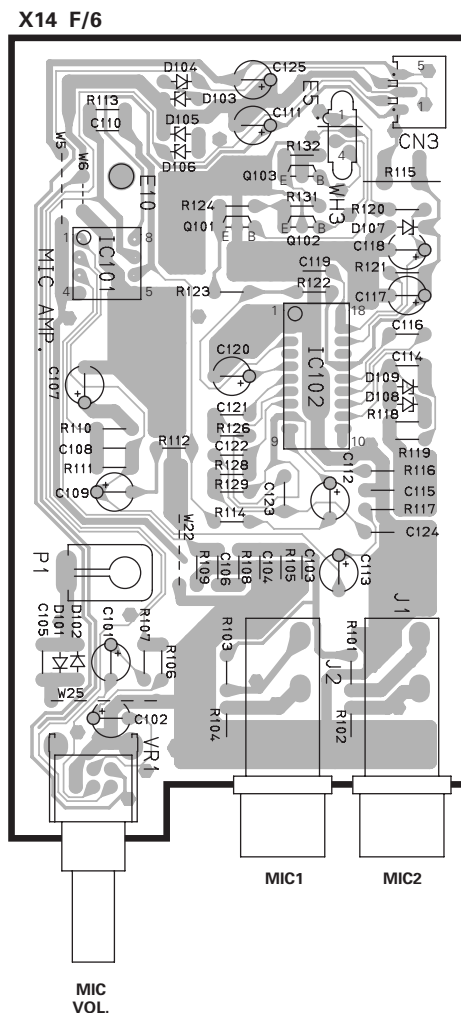 X14 F/6
D104
C125
5
D103
R113
C110
E5
1
1
C111
D105
CN3
W5
D106
R132
4
W6
Q103
R115
E B
WH3
E10
R124
R131
R120
Q101
D107
E B
E B
Q102
C118
MIC AMP.
1
8
IC101
C119
R121
4
5
R123
R122
C117
1
18
C116
C120
IC102
C107
C114
D109
D108
C121
R118
R110
R126
R112
9
10
C108
C122
R119
R111
R128
C112
R116
C109
R129
C123
C115
R114
R117
W22
C124
P1
R109
C106
R108
C104
R105
C103
C113
C105
D101
D102
C101
R107
R103
R101
J1
R106
J2
W25
R104
R102
C102
VR1
MIC1
MIC2
MIC
VOL.